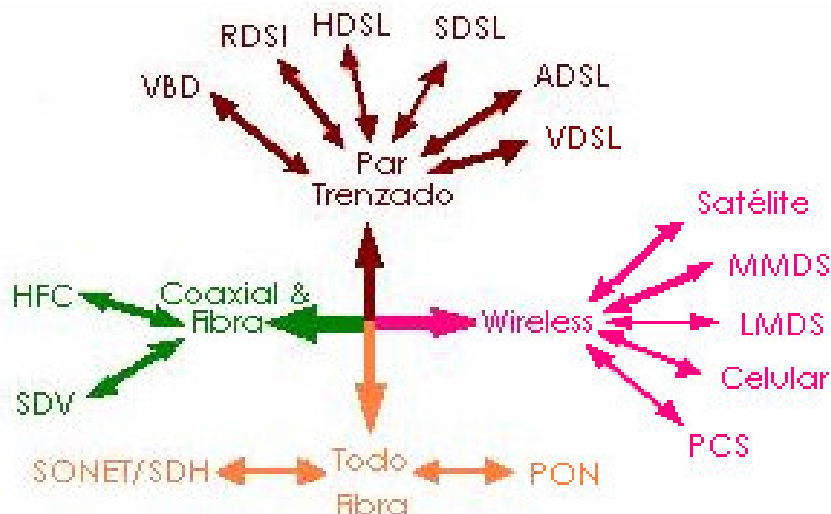 HDSL
SDSL
RDSI
ADSL
VBD
VDSL
Par
Trenzado
Satélite
MMDS
HFC
Coaxial &
Fibra
Wireless
LMDS
Celular
SDV
PCS
SONET/SDH
Todo
Fibra
PON